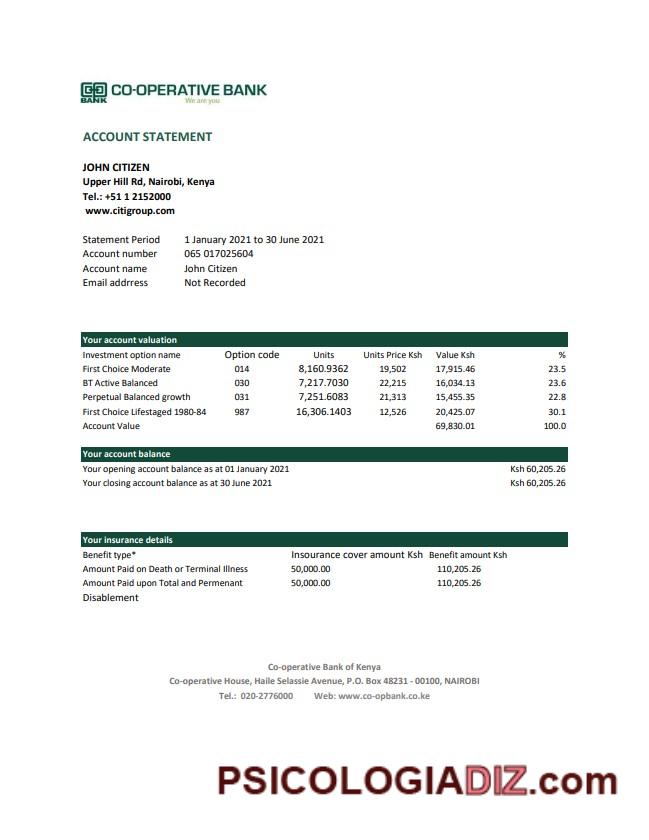 CO-OPERATIVE BANK
BANK
We are you
ACCOUNT STATEMENT
JOHN CITIZEN
Upper Hill Rd, Nairobi, Kenya
Tel.: +51 1 2152000
www.citigroup.com
Statement Period 1 January 2021 to 30 June 2021
Account number 065 017025604
Account name John Citizen
Email addrress Not Recorded
Your account valuation
Investment option name Option code Units Units Price Ksh Value Ksh %
First Choice Moderate 014 8,160.9362 19,502 17,915.46 23.5
BT Active Balanced 030 7,217.7030 22,215 16,034.13 23.6
Perpetual Balanced growth 031 7,251.6083 21,313 15,455.35 22.8
First Choice Lifestaged 1980-84 987 16,306.1403 12,526 20,425.07 30.1
Account Value 69,830.01 100.0
Your account balance
Your opening account balance as at 01 January 2021 Ksh 60,205.26
Your closing account balance as at 30 June 2021 Ksh 60,205.26
Your insurance details
Benefit type* Insourance cover amount Ksh Benefit amount Ksh
Amount Paid on Death or Terminal Illness 50,000.00 110,205.26
Amount Paid upon Total and Permenant 50,000.00 110,205.26
Disablement
Co-operative Bank of Kenya
Co-operative House, Haile Selassie Avenue, P.O. Box 48231 - 00100, NAIROBI
Tel.: 020-2776000 Web: www.co-opbank.co.ke
PSICOLOGIADIZ.com